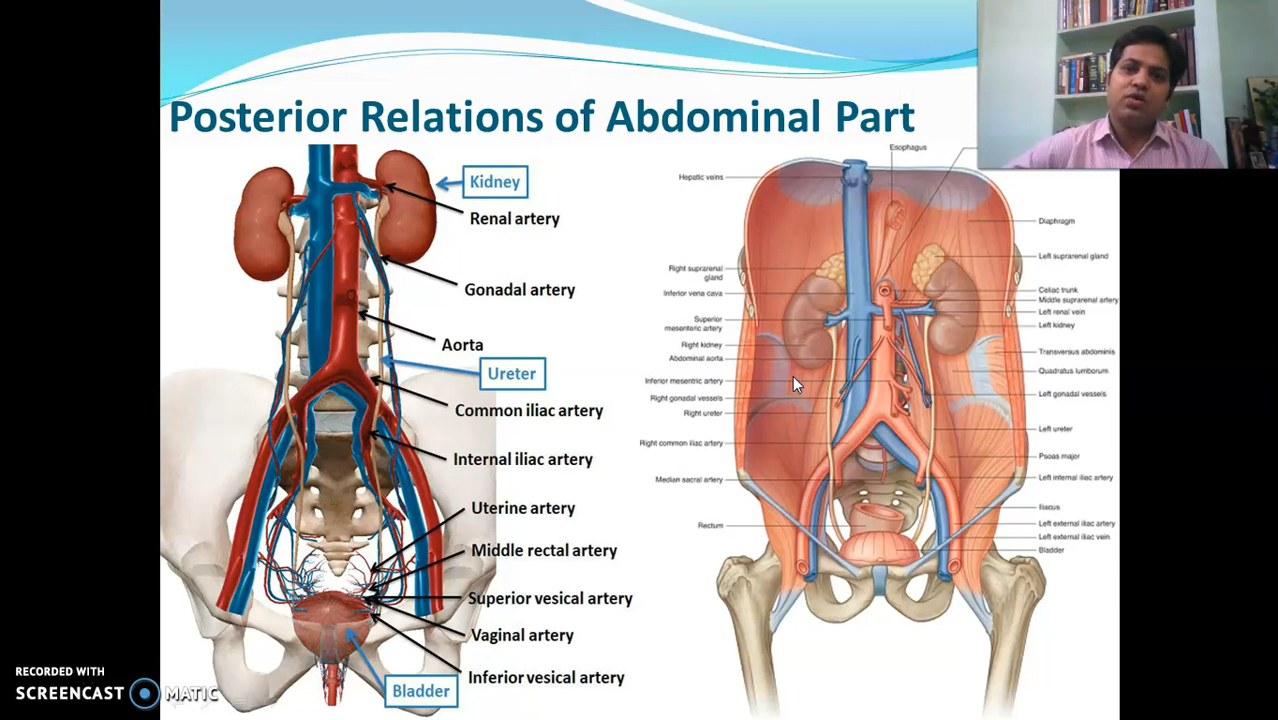 Posterior Relations of Abdominal Part
Kidney
Renal artery
Gonadal artery
Aorta
Ureter
Common iliac artery
Internal iliac artery
Uterine artery
Middle rectal artery
Superior vesical artery
Vaginal artery
Inferior vesical artery
Bladder
Esophagus
Hepatic veins
Right suprarenal
gland
Inferior vena cava
Superior
mesenteric artery
Right kidney
Abdominal aorta
Inferior mesentric artery
Right gonadal vessels
Right ureter
Right common iliac artery
Median sacral artery
Rectum
Diaphragm
Left suprarenal gland
Celiac trunk
Middle suprarenal artery
Left renal vein
Left kidney
Transversus abdominis
Quadratus lumborum
Left gonadal vessels
Left ureter
Psoas major
Left internal iliac artery
Iliacus
Left external iliac artery
Left external iliac vein
Bladder
RECORDED WITH
SCREENCAST MATIC